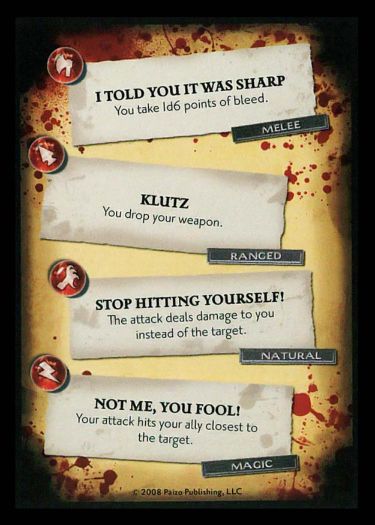 I TOLD YOU IT WAS SHARP
You take 1d6 points of bleed.
MELEE
KLUTZ
You drop your weapon.
RANGED
STOP HITTING YOURSELF!
The attack deals damage to you
instead of the target.
NATURAL
NOT ME, YOU FOOL!
Your attack hits your ally closest to
the target.
MAGIC
© 2008 Paizo Publishing, LLC